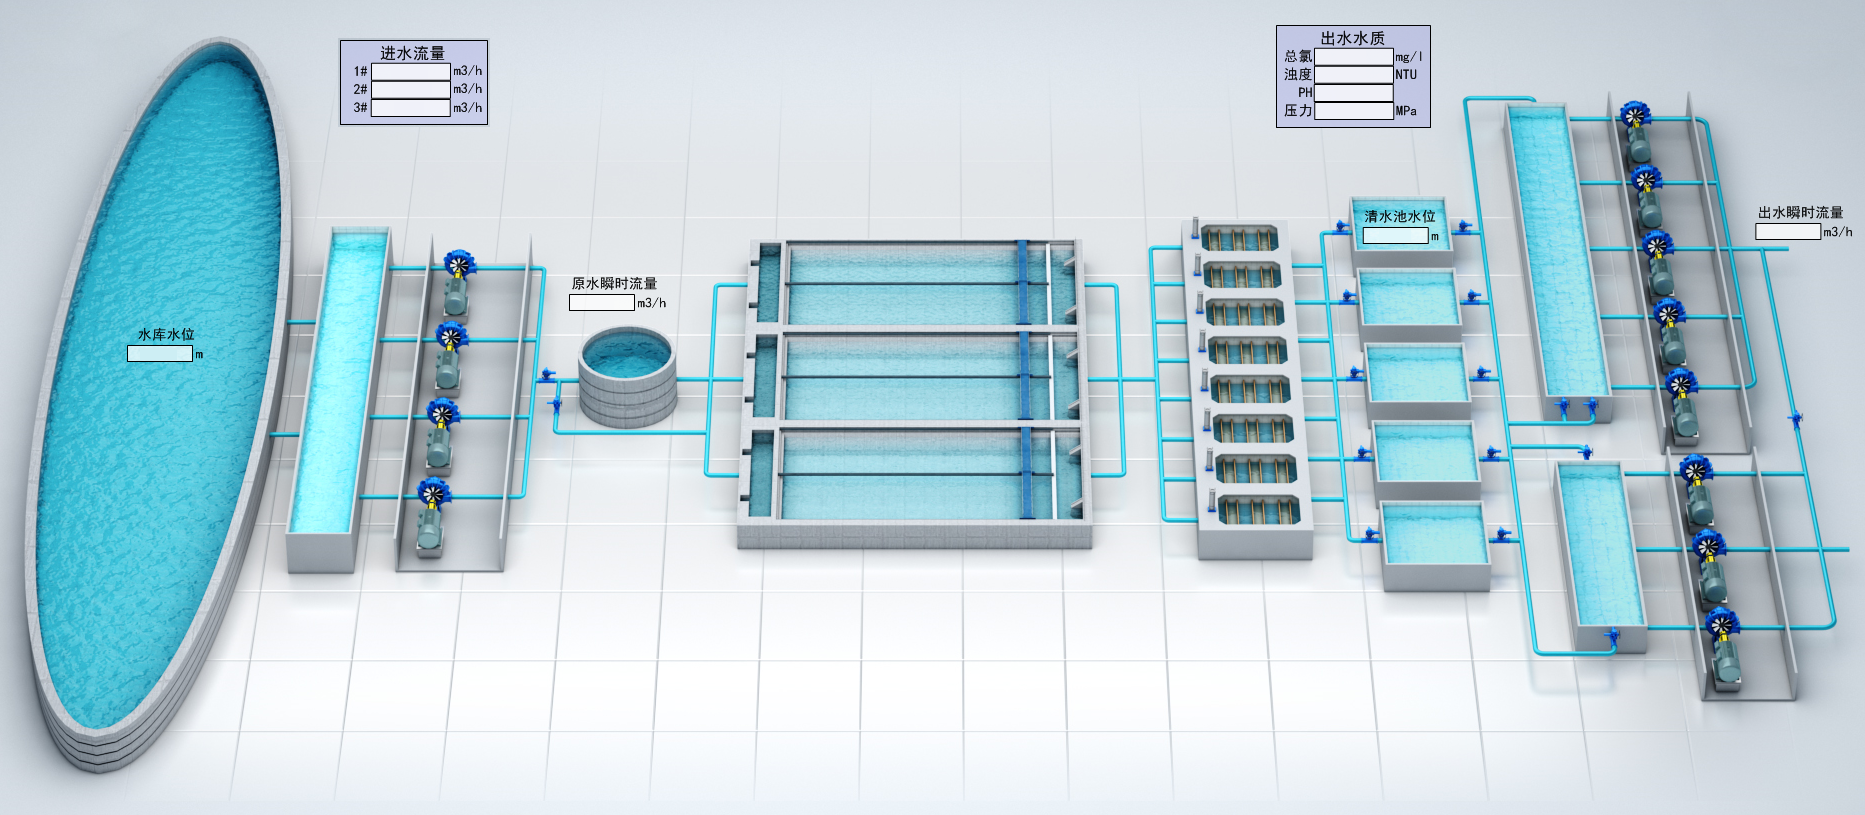 进水流量
1# m3/h
2# m3/h
3# m3/h
出水水质
总氯 mg/l
浊度 NTU
PH
压力 MPa
清水池水位
m
出水瞬时流量
m3/h
原水瞬时流量
m3/h
水库水位
m